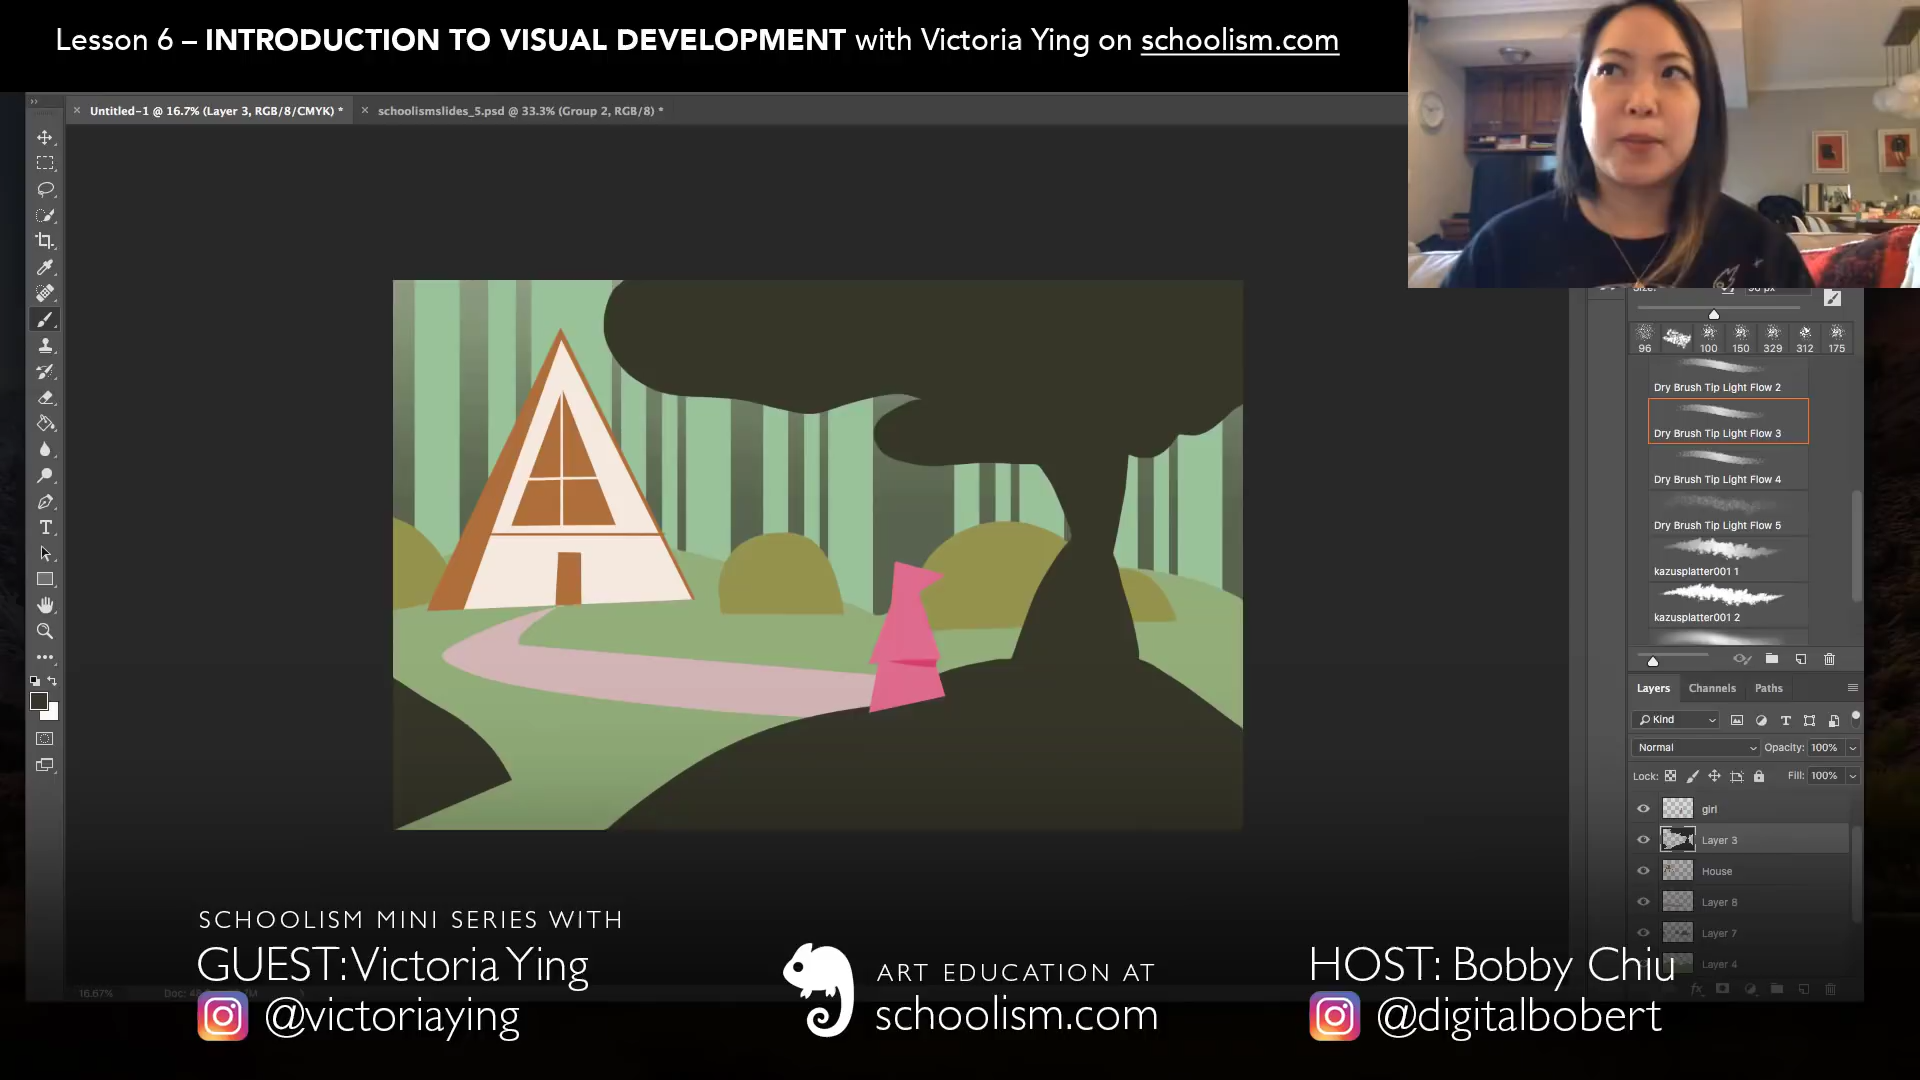 Lesson 6 – INTRODUCTION TO VISUAL DEVELOPMENT with Victoria Ying on schoolism.com
Untitled-1 @ 16.7% (Layer 3, RGB/8/CMYK) *
schoolismslides_5.psd @ 33.3% (Group 2, RGB/8) *
96 100 150 329 312 175
Dry Brush Tip Light Flow 2
Dry Brush Tip Light Flow 3
Dry Brush Tip Light Flow 4
Dry Brush Tip Light Flow 5
kazusplatter001 1
kazusplatter001 2
Layers Channels Paths
Kind
Normal Opacity: 100%
Lock: Fill: 100%
girl
Layer 3
House
Layer 8
Layer 7
Layer 4
16.67%
SCHOOLISM MINI SERIES WITH
GUEST: Victoria Ying
@victoriaying
ART EDUCATION AT
schoolism.com
HOST: Bobby Chiu
@digitalbobert